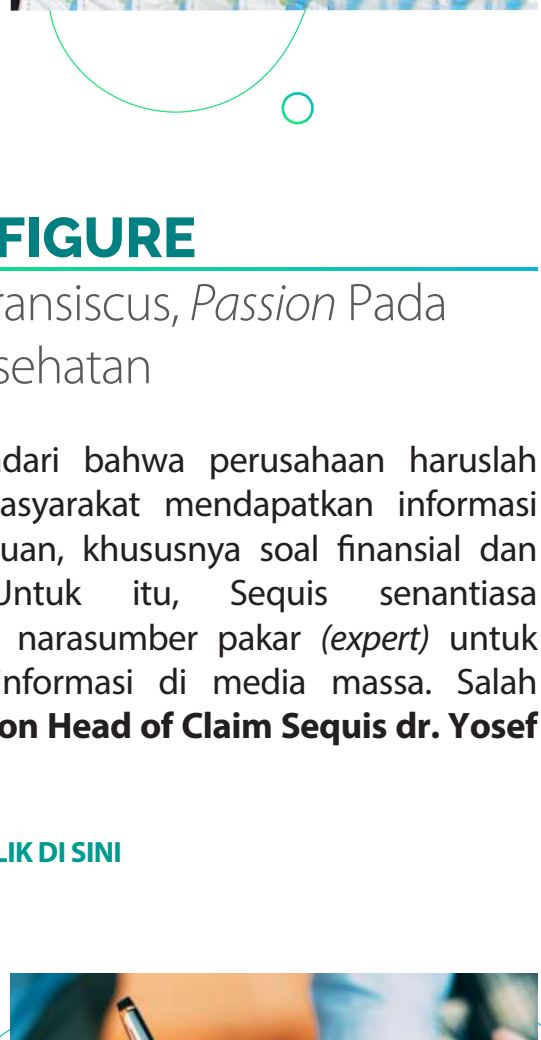 FIGURE
ransiscus, Passion Pada
sehatan
adari bahwa perusahaan haruslah
asyarakat mendapatkan informasi
uan, khususnya soal finansial dan
Untuk itu, Sequis senantiasa
narasumber pakar (expert) untuk
informasi di media massa. Salah
on Head of Claim Sequis dr. Yosef
LIK DI SINI